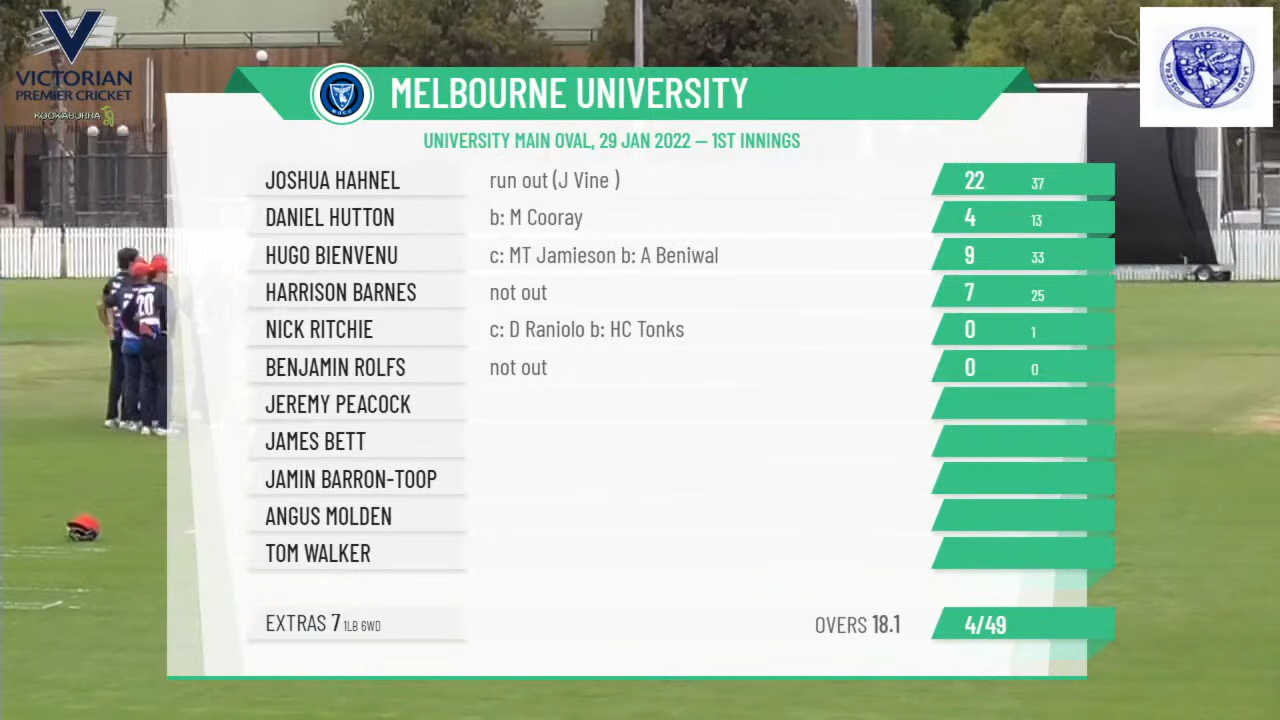 VICTORIAN
PREMIER CRICKET
KOOKABURRA
MELBOURNE UNIVERSITY
UNIVERSITY MAIN OVAL, 29 JAN 2022 – 1ST INNINGS
JOSHUA HAHNEL run out (J Vine ) 22 37
DANIEL HUTTON b: M Cooray 4 13
HUGO BIENVENU c: MT Jamieson b: A Beniwal 9 33
HARRISON BARNES not out 7 25
NICK RITCHIE c: D Raniolo b: HC Tonks 0 1
BENJAMIN ROLFS not out 0 0
JEREMY PEACOCK
JAMES BETT
JAMIN BARRON-TOOP
ANGUS MOLDEN
TOM WALKER
EXTRAS 7 1LB 6WD OVERS 18.1 4/49
20
CRESCAM